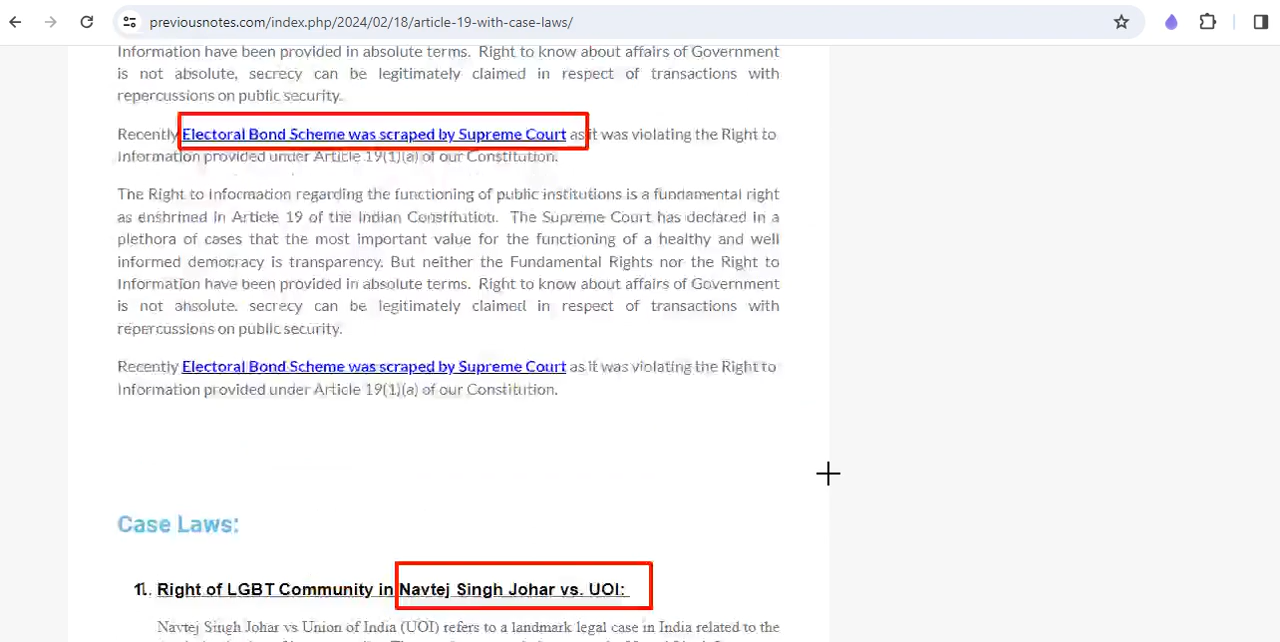 previousnotes.com/index.php/2024/02/18/article-19-with-case-laws/
Information have been provided in absolute terms. Right to know about affairs of Government
is not absolute, secrecy can be legitimately claimed in respect of transactions with
repercussions on public security.
Recently Electoral Bond Scheme was scraped by Supreme Court as it was violating the Right to
Information provided under Article 19(1)(a) of our Constitution.
The Right to Information regarding the functioning of public institutions is a fundamental right
as enshrined in Article 19 of the Indian Constitution. The Supreme Court has declared in a
plethora of cases that the most important value for the functioning of a healthy and well
informed democracy is transparency. But neither the Fundamental Rights nor the Right to
Information have been provided in absolute terms. Right to know about affairs of Government
is not absolute. secrecy can be legitimately claimed in respect of transactions with
repercussions on public security.
Recently Electoral Bond Scheme was scraped by Supreme Court as it was violating the Right to
Information provided under Article 19(1)(a) of our Constitution.
Case Laws:
1. Right of LGBT Community in Navtej Singh Johar vs. UOI:
Navtej Singh Johar vs Union of India (UOI) refers to a landmark legal case in India related to the